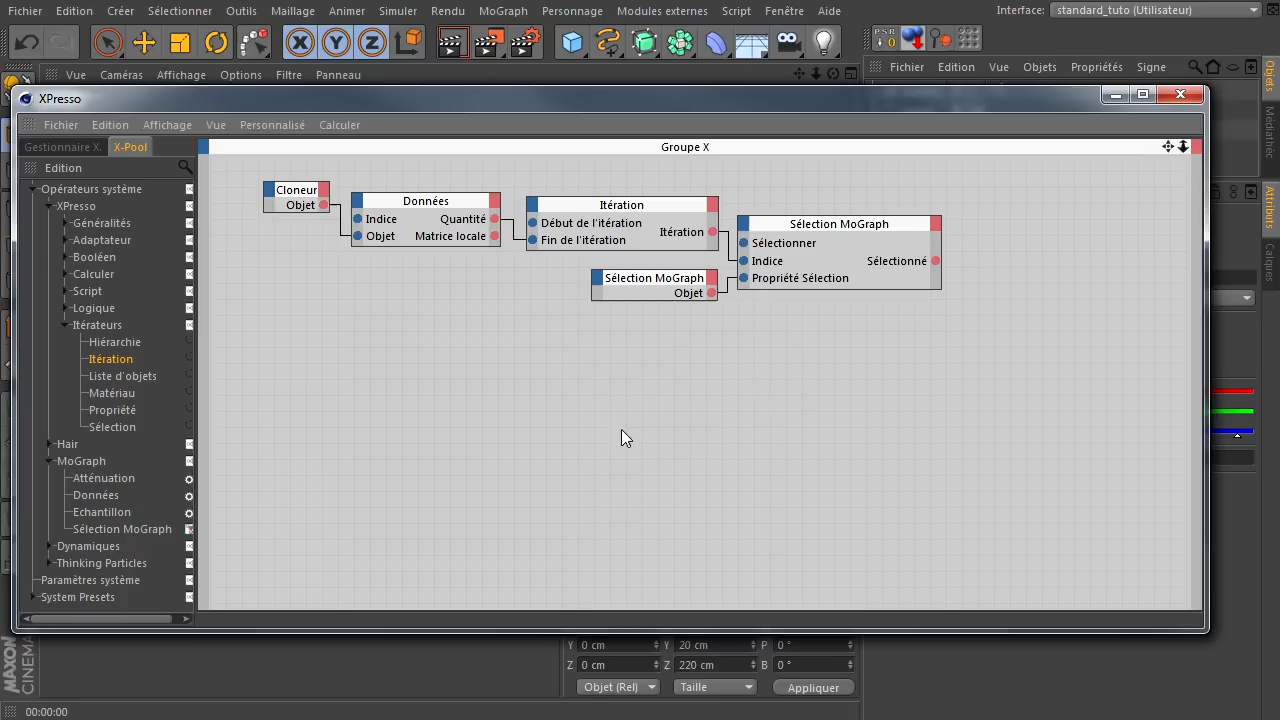 Fichier Edition Créer Sélectionner Outils Maillage Animer Simuler Rendu MoGraph Personnage Modules externes Script Fenêtre Aide Interface: standard_tuto (Utilisateur)
X Y Z PSR 0
Vue Caméras Affichage Options Filtre Panneau
Fichier Edition Vue Objets Propriétés Signe
XPresso
Fichier Edition Affichage Vue Personnalisé Calculer
Gestionnaire X. X-Pool
Groupe X
Edition
Opérateurs système
XPresso
Généralités
Adaptateur
Booléen
Calculer
Script
Logique
Itérateurs
Hiérarchie
Itération
Liste d'objets
Matériau
Propriété
Sélection
Hair
MoGraph
Atténuation
Données
Echantillon
Sélection MoGraph
Dynamiques
Thinking Particles
Paramètres système
System Presets
Cloneur
Objet
Données
Indice Quantité
Objet Matrice locale
Itération
Début de l'itération
Itération
Fin de l'itération
Sélection MoGraph
Objet
Sélection MoGraph
Sélectionner
Indice Sélectionné
Propriété Sélection
Objets
Médiathéc
Attributs
Calques
Y 0 cm Y 20 cm P 0 °
Z 0 cm Z 220 cm B 0 °
Objet (Rel) Taille Appliquer
MAXON
CINEMA
00:00:00